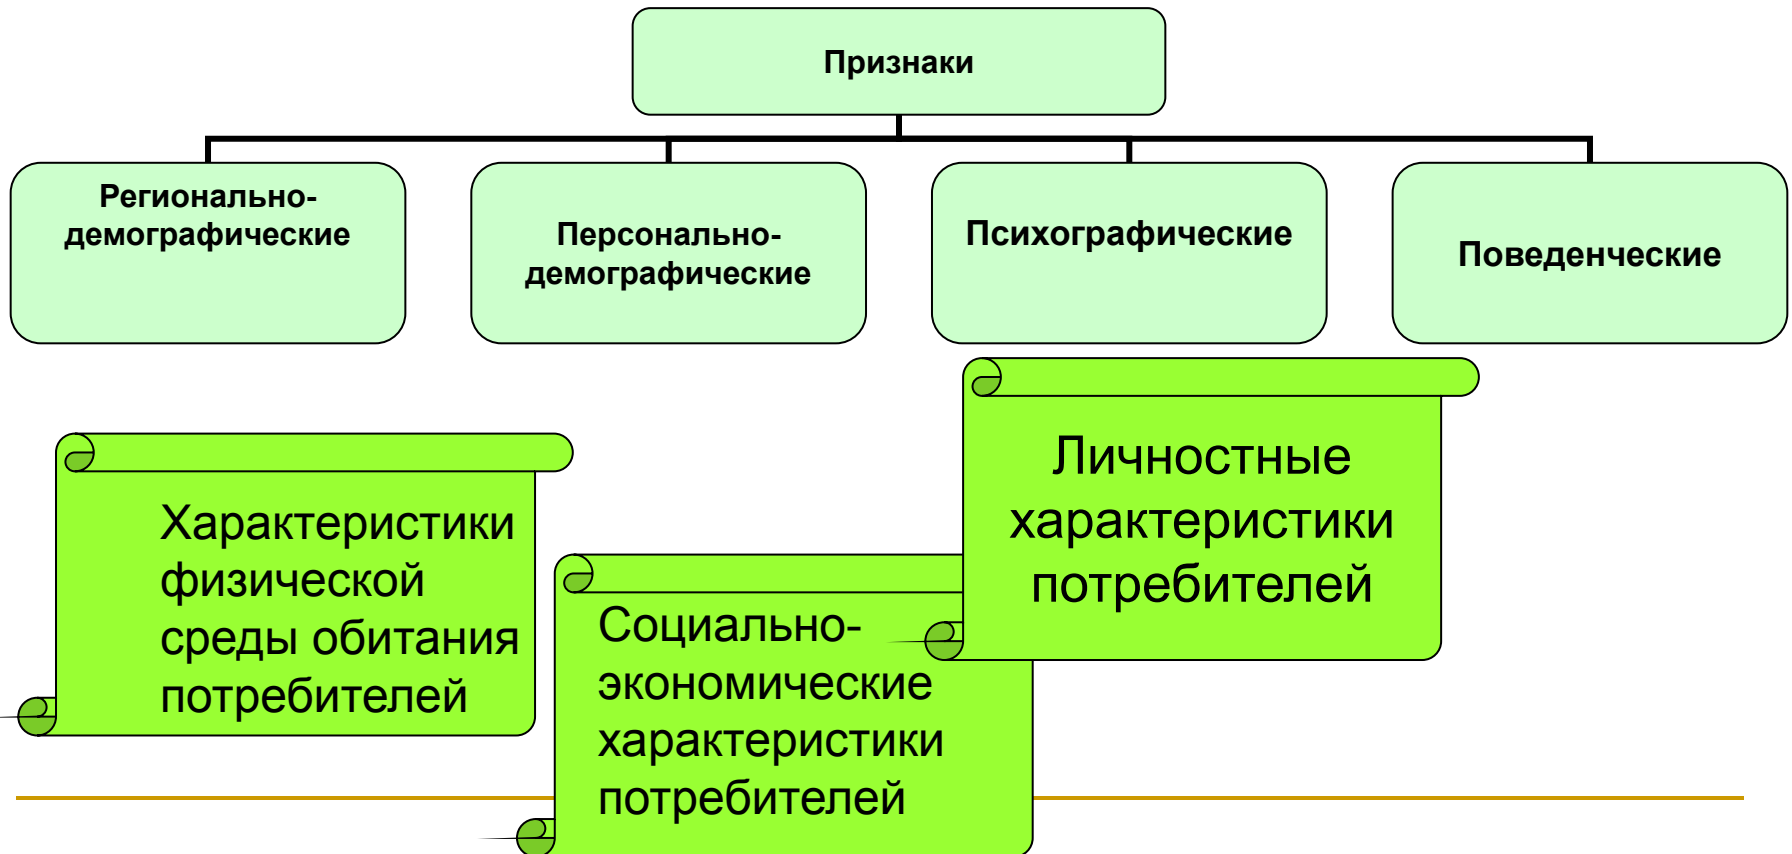 Признаки
Регионально-
демографические
Персонально-
демографические
Психографические
Поведенческие
Характеристики
физической
среды обитания
потребителей
Социально-
экономические
характеристики
потребителей
Личностные
характеристики
потребителей